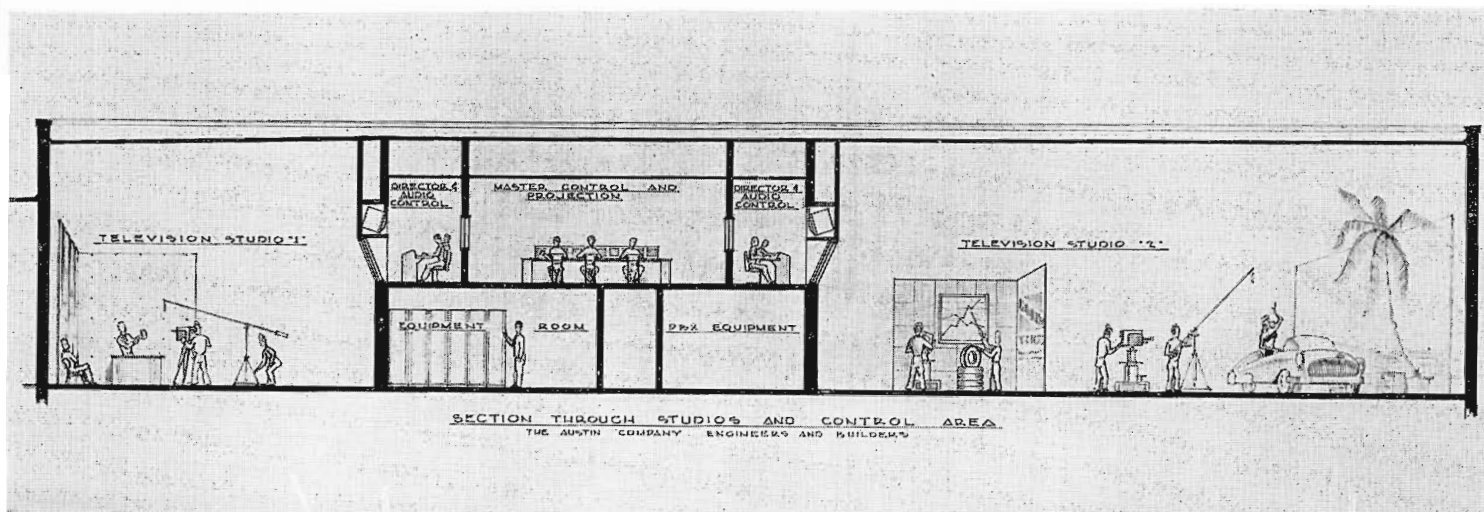 DIRECTOR &
AUDIO
CONTROL
MASTER CONTROL AND
PROJECTION
DIRECTOR &
AUDIO
CONTROL
TELEVISION STUDIO "1"
TELEVISION STUDIO "2"
EQUIPMENT ROOM
PBX EQUIPMENT
SECTION THROUGH STUDIOS AND CONTROL AREA
THE AUSTIN COMPANY ENGINEERS AND BUILDERS